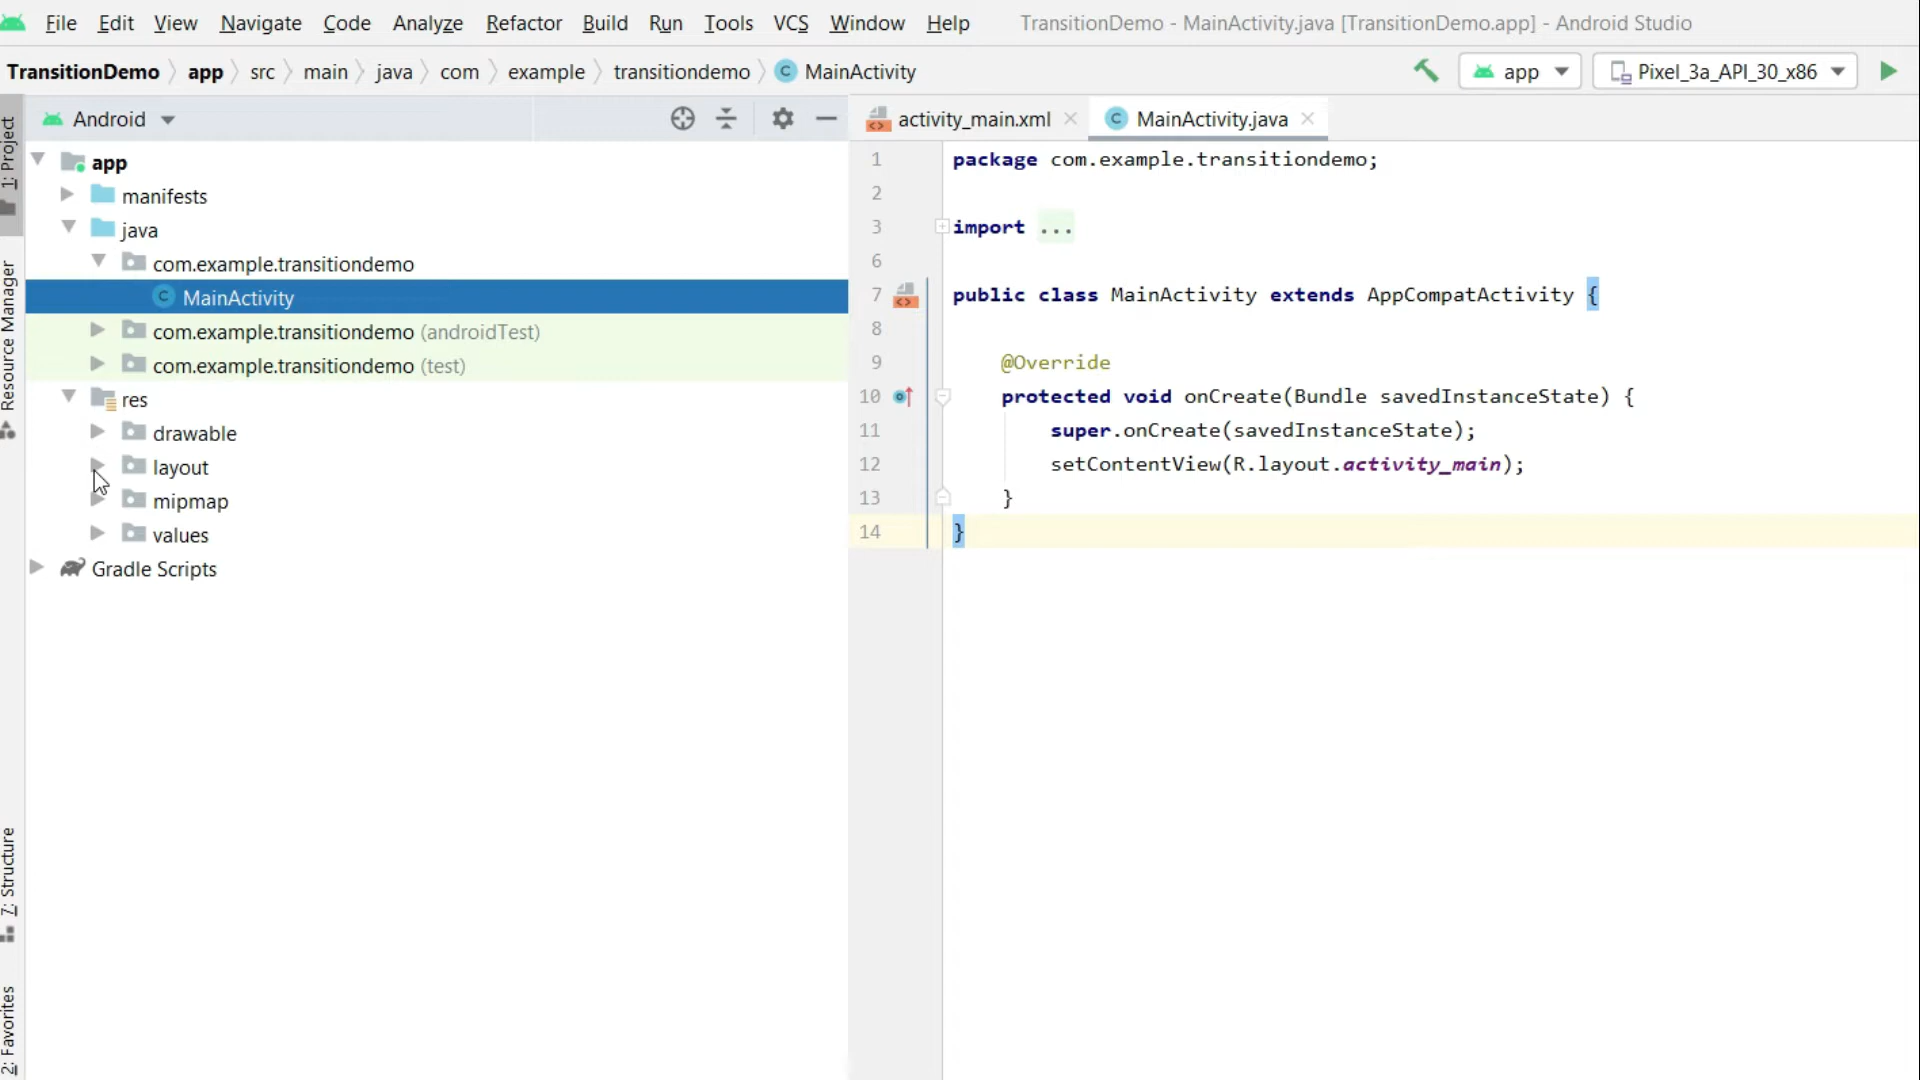 File Edit View Navigate Code Analyze Refactor Build Run Tools VCS Window Help TransitionDemo - MainActivity.java [TransitionDemo.app] - Android Studio
TransitionDemo app src main java com example transitiondemo C MainActivity app Pixel_3a_API_30_x86
1: Project
Resource Manager
7: Structure
2: Favorites
Android
app
manifests
java
com.example.transitiondemo
C MainActivity
com.example.transitiondemo (androidTest)
com.example.transitiondemo (test)
res
drawable
layout
mipmap
values
Gradle Scripts
activity_main.xml C MainActivity.java
1 package com.example.transitiondemo;
2
3 import ...
6
7 public class MainActivity extends AppCompatActivity {
8
9 @Override
10 protected void onCreate(Bundle savedInstanceState) {
11 super.onCreate(savedInstanceState);
12 setContentView(R.layout.activity_main);
13 }
14 }